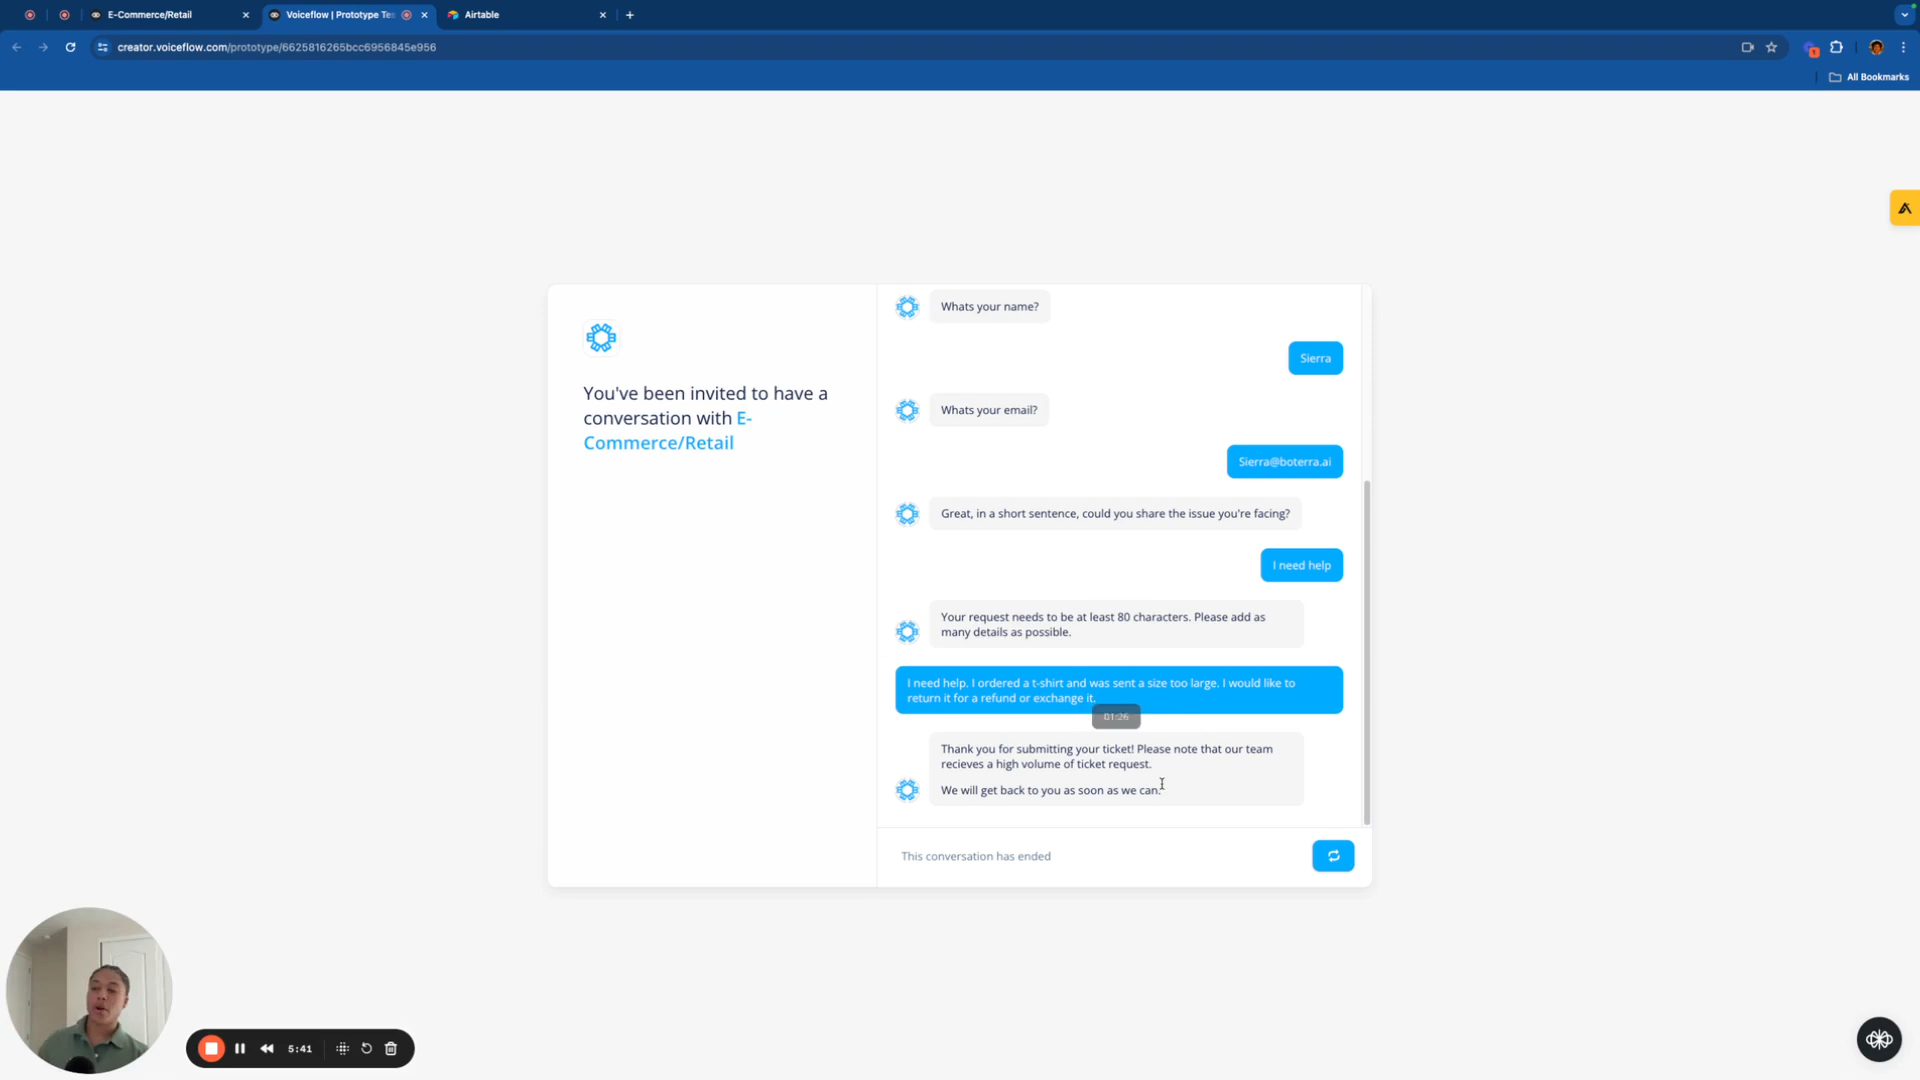 E-Commerce/Retail
Voiceflow | Prototype Tes
Airtable
creator.voiceflow.com/prototype/6625816265bcc6956845e956
1
All Bookmarks
You've been invited to have a
conversation with E-
Commerce/Retail
Whats your name?
Sierra
Whats your email?
Sierra@boterra.ai
Great, in a short sentence, could you share the issue you're facing?
I need help
Your request needs to be at least 80 characters. Please add as
many details as possible.
I need help. I ordered a t-shirt and was sent a size too large. I would like to
return it for a refund or exchange it.
01:26
Thank you for submitting your ticket! Please note that our team
recieves a high volume of ticket request.
We will get back to you as soon as we can.
This conversation has ended
5:41